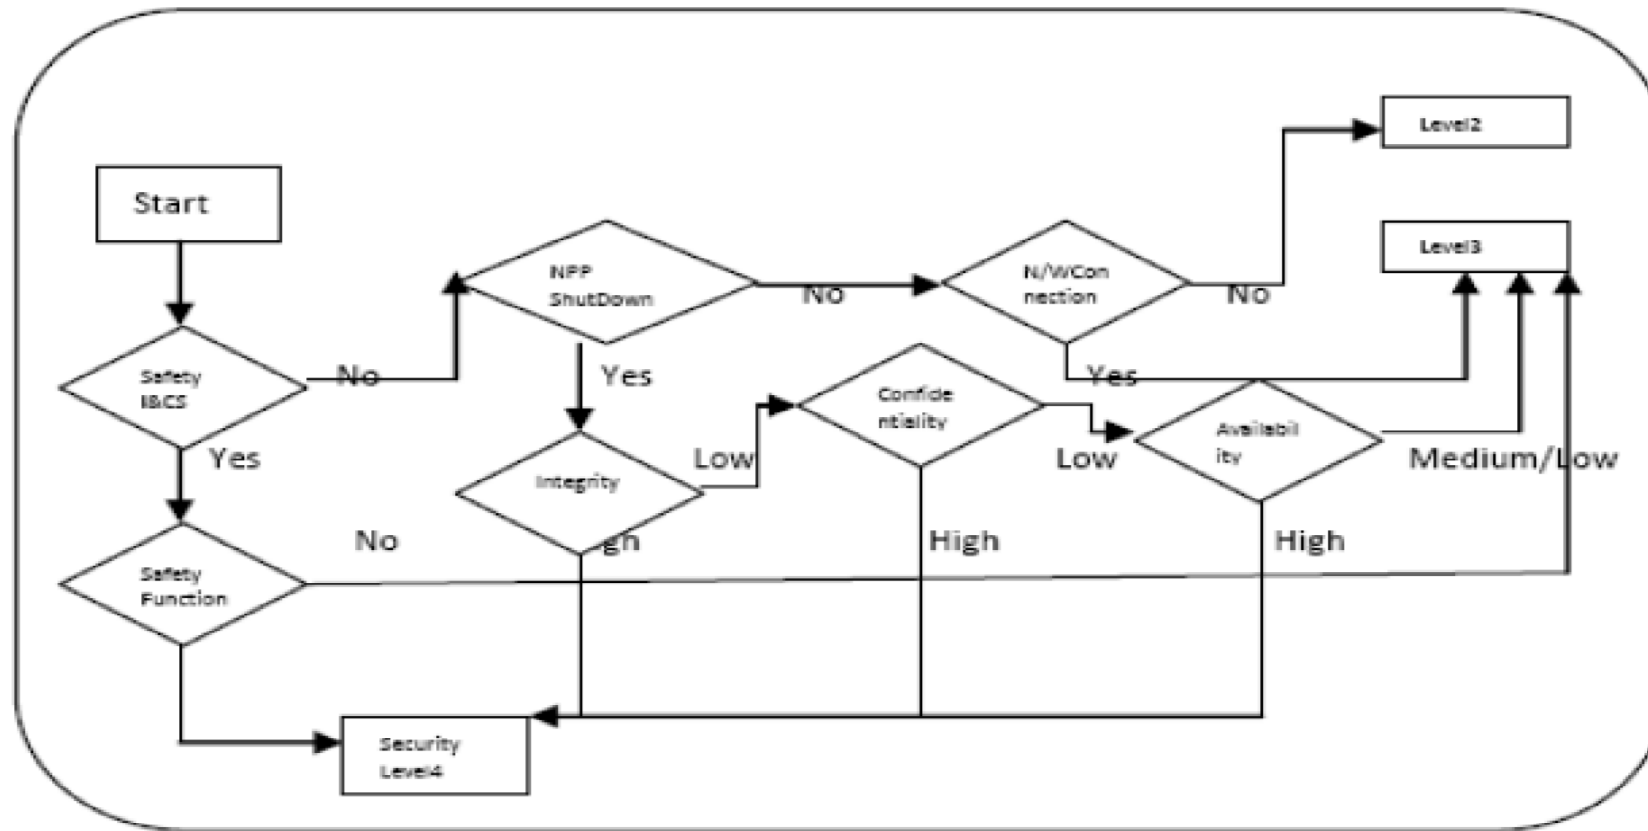 Level2
Start
Level3
NPP
ShutDown
N/WCon
nection
No
No
Safety
I&CS
No
Yes
Yes
Confide
ntiality
Availabil
ity
Yes
Low
Low
Medium/Low
Integrity
No
gh
High
High
Safety
Function
Security
Level4